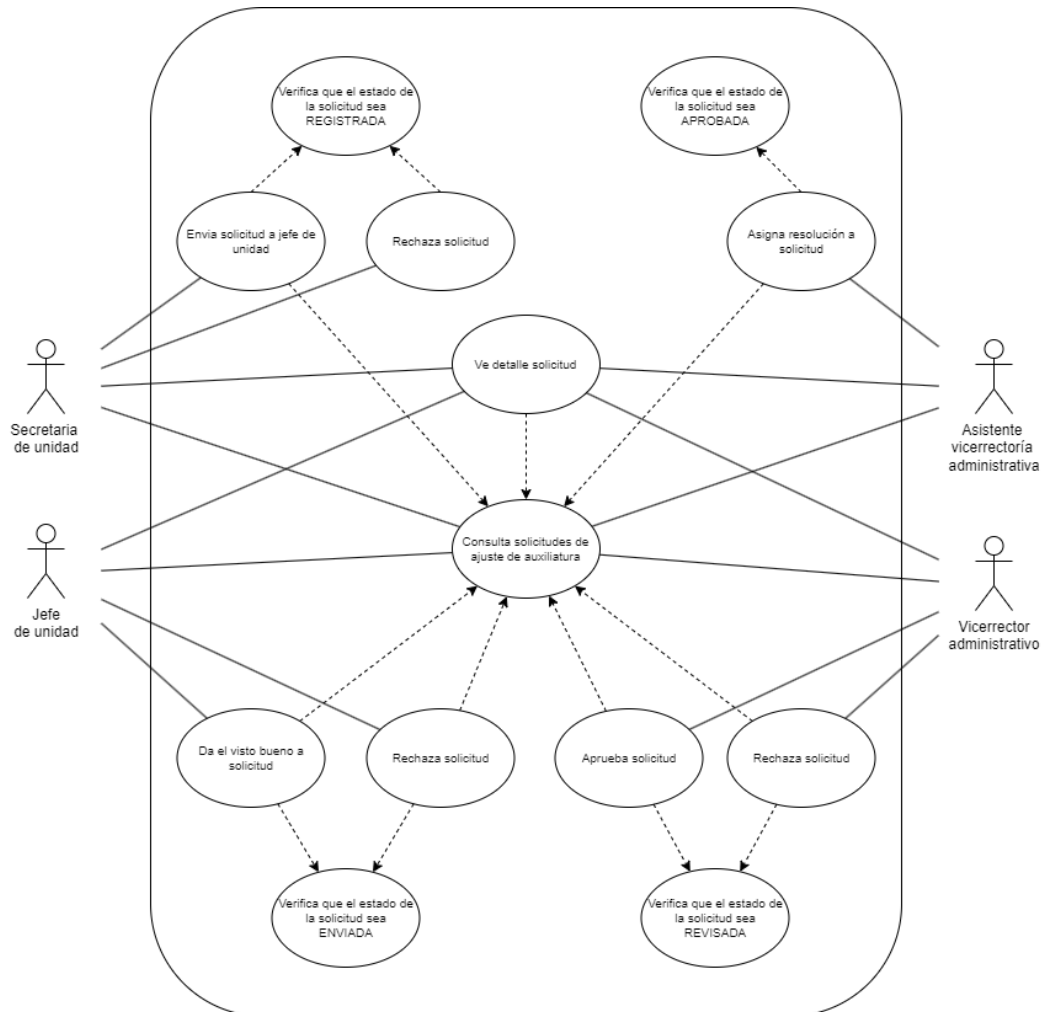 Verifica que el estado de
la solicitud sea
REGISTRADA
Verifica que el estado de
la solicitud sea
APROBADA
Envia solicitud a jefe de
unidad
Rechaza solicitud
Asigna resolución a
solicitud
Ve detalle solicitud
Secretaria
de unidad
Asistente
vicerrectoría
administrativa
Consulta solicitudes de
ajuste de auxiliatura
Jefe
de unidad
Vicerrector
administrativo
Da el visto bueno a
solicitud
Rechaza solicitud
Aprueba solicitud
Rechaza solicitud
Verifica que el estado de
la solicitud sea
ENVIADA
Verifica que el estado de
la solicitud sea
REVISADA